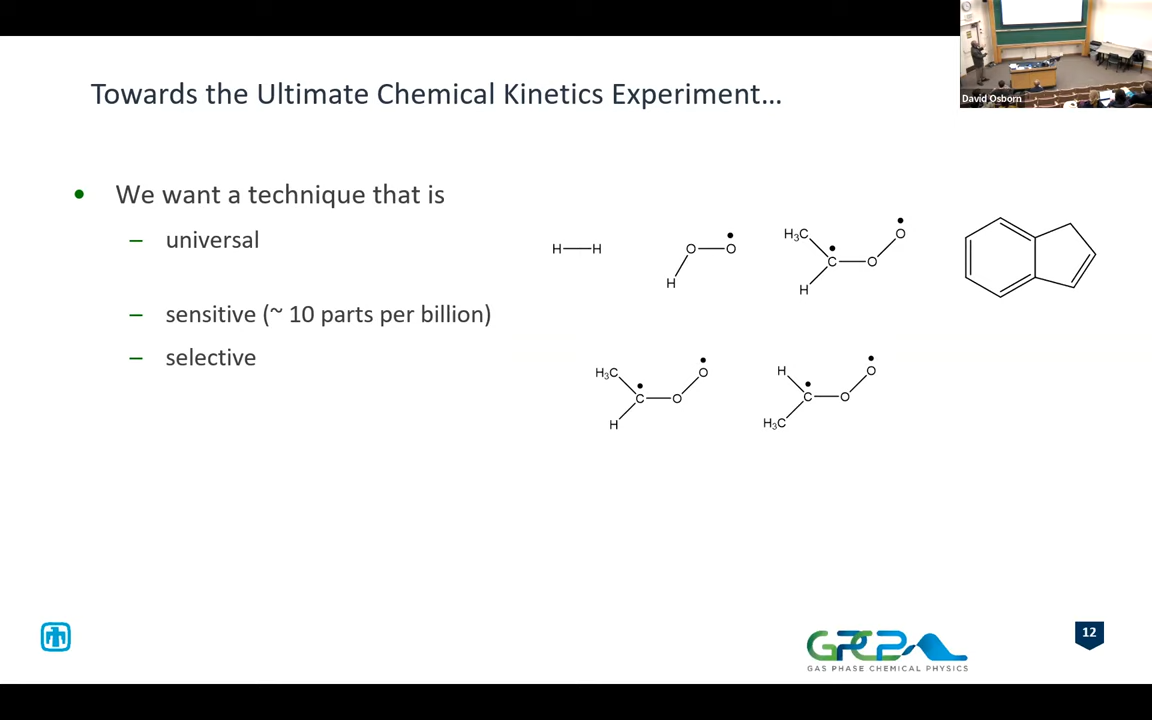 David Osborn
Towards the Ultimate Chemical Kinetics Experiment…
• We want a technique that is
– universal
– sensitive (~ 10 parts per billion)
– selective
H H
O O
H
H₃C
C O O
H
H₃C
C O O
H
H
C O O
H₃C
GPCP
GAS PHASE CHEMICAL PHYSICS
12